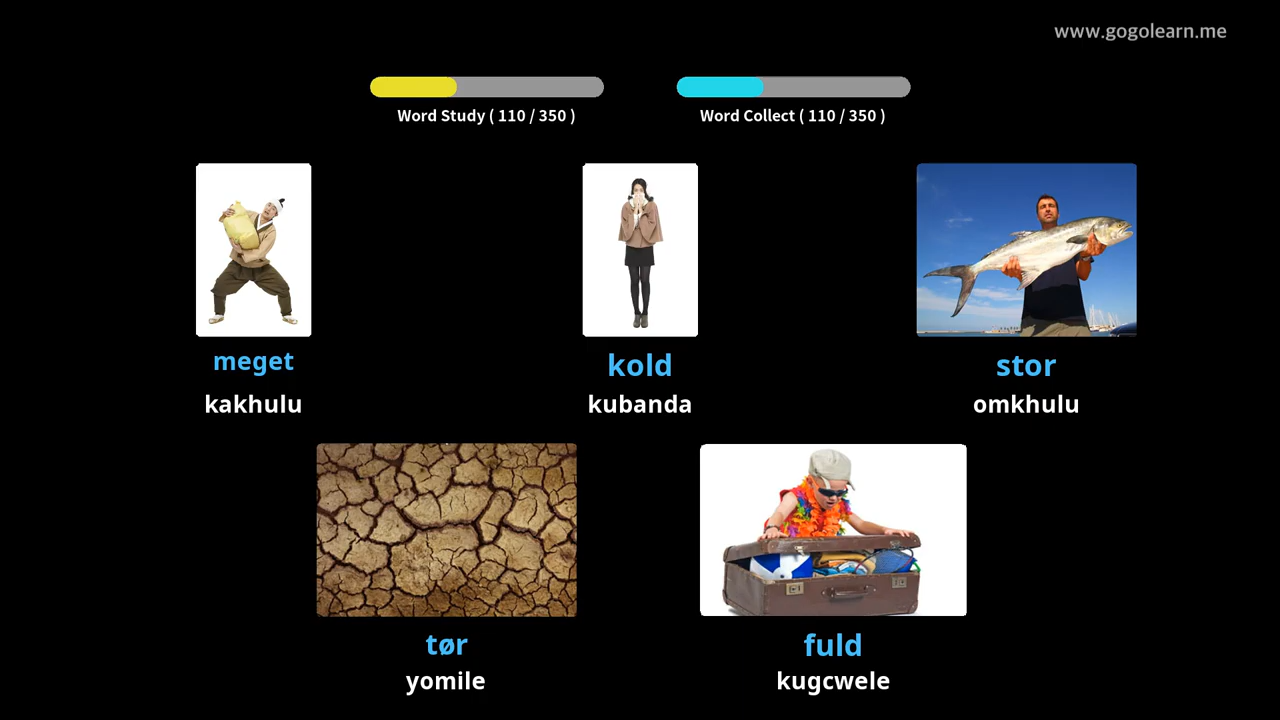 www.gogolearn.me
Word Study ( 110 / 350 )
Word Collect ( 110 / 350 )
meget
kakhulu
kold
kubanda
stor
omkhulu
tør
yomile
fuld
kugcwele